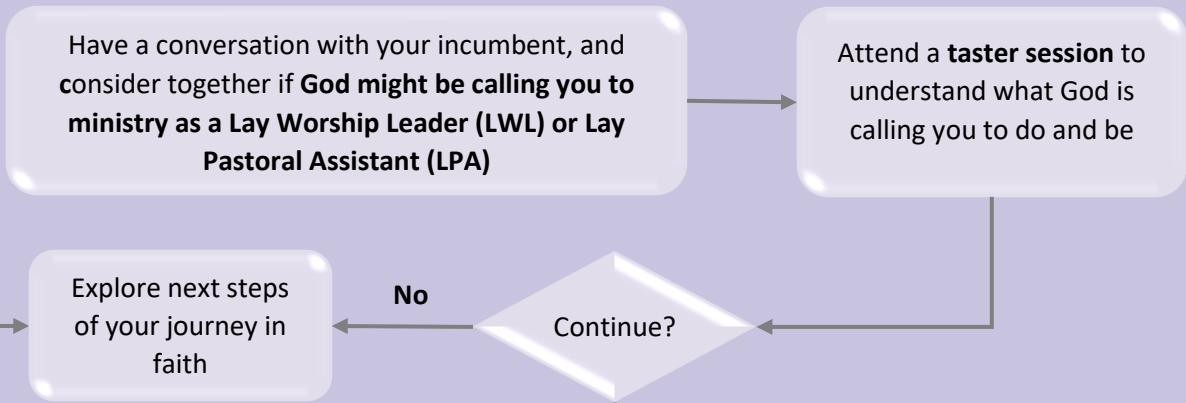 Have a conversation with your incumbent, and
consider together if God might be calling you to
ministry as a Lay Worship Leader (LWL) or Lay
Pastoral Assistant (LPA)
Attend a taster session to
understand what God is
calling you to do and be
Explore next steps
of your journey in
faith
No
Continue?